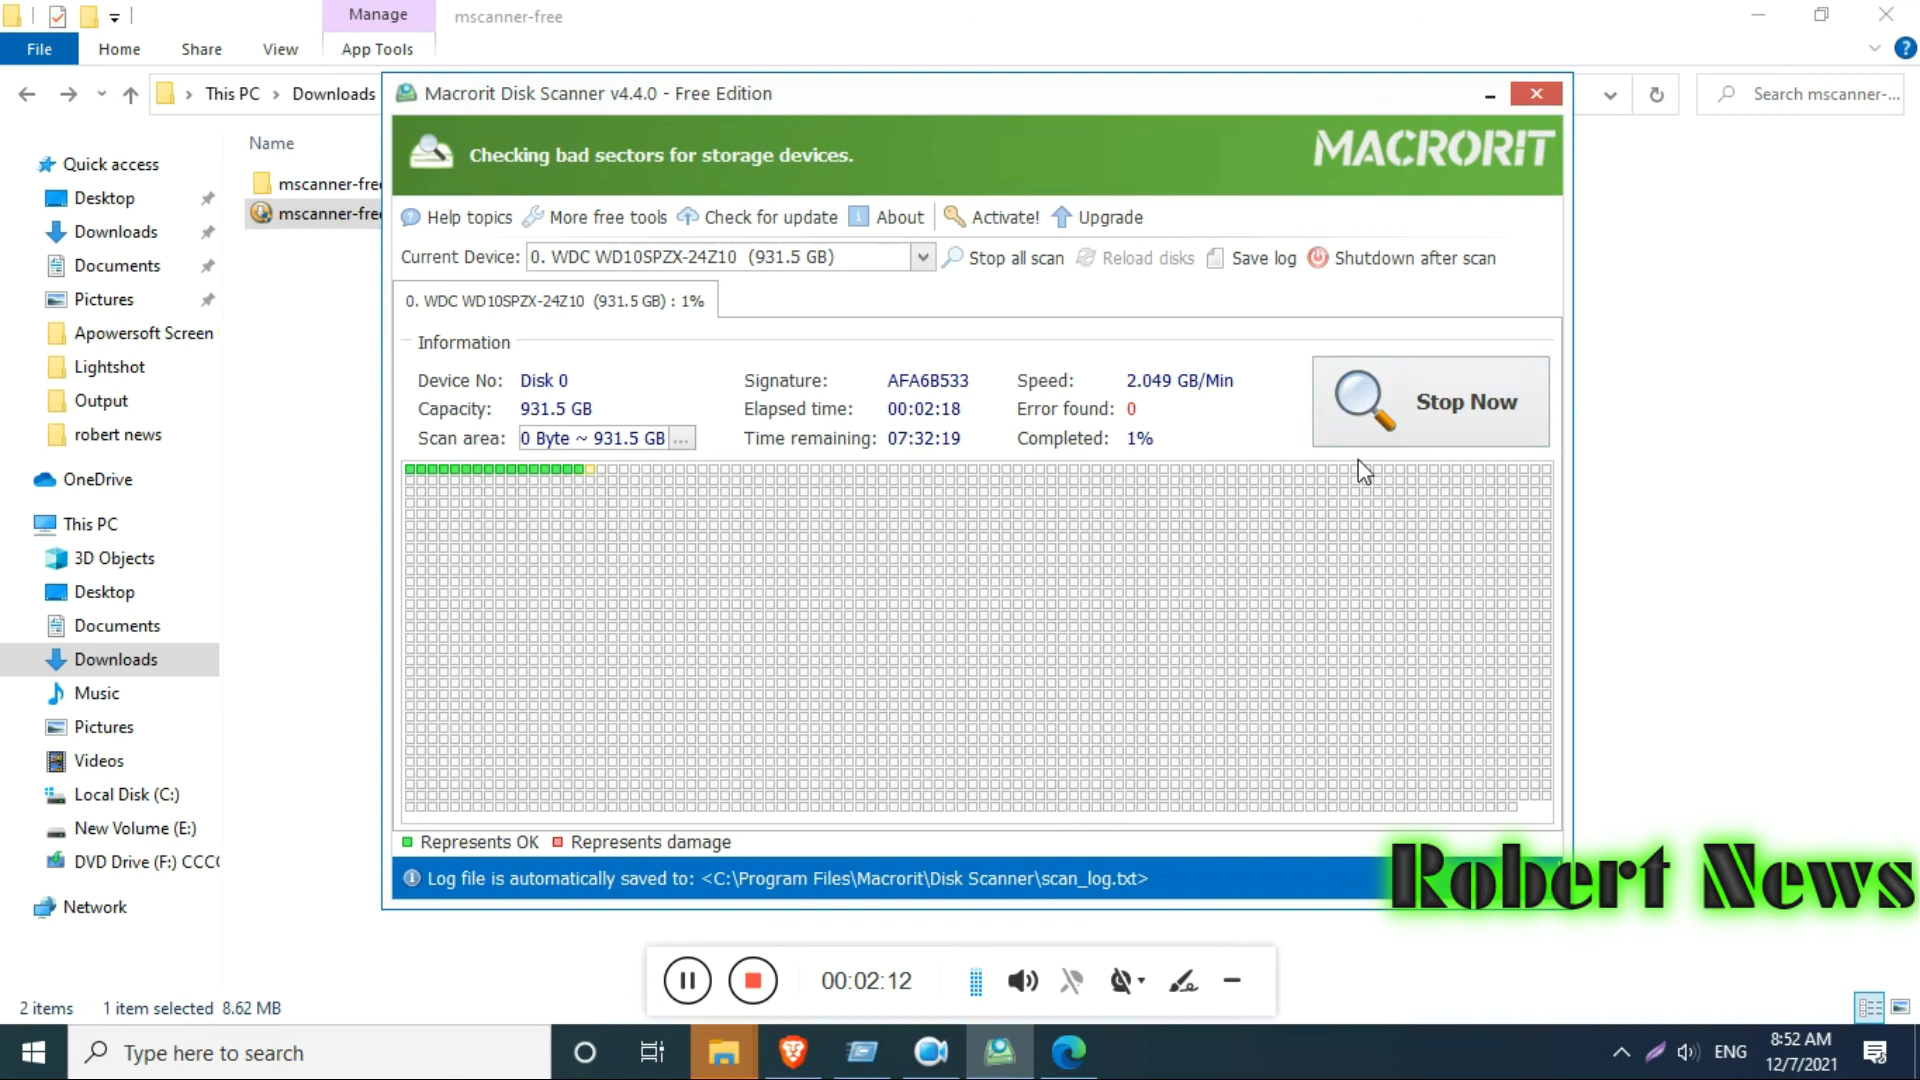 Manage
mscanner-free
File
Home
Share
View
App Tools
This PC
Downloads
Search mscanner-...
Name
mscanner-free
mscanner-free
Quick access
Desktop
Downloads
Documents
Pictures
Apowersoft Screen
Lightshot
Output
robert news
OneDrive
This PC
3D Objects
Desktop
Documents
Downloads
Music
Pictures
Videos
Local Disk (C:)
New Volume (E:)
DVD Drive (F:) CCC
Network
2 items
1 item selected 8.62 MB
Macrorit Disk Scanner v4.4.0 - Free Edition
Checking bad sectors for storage devices.
MACRORIT
Help topics
More free tools
Check for update
About
Activate!
Upgrade
Current Device:
0. WDC WD10SPZX-24Z10 (931.5 GB)
Stop all scan
Reload disks
Save log
Shutdown after scan
0. WDC WD10SPZX-24Z10 (931.5 GB) : 1%
Information
Device No: Disk 0
Signature: AFA6B533
Speed: 2.049 GB/Min
Capacity: 931.5 GB
Elapsed time: 00:02:18
Error found: 0
Scan area: 0 Byte ~ 931.5 GB ...
Time remaining: 07:32:19
Completed: 1%
Stop Now
Represents OK
Represents damage
Log file is automatically saved to: <C:\Program Files\Macrorit\Disk Scanner\scan_log.txt>
Robert News
00:02:12
Type here to search
ENG
8:52 AM
12/7/2021